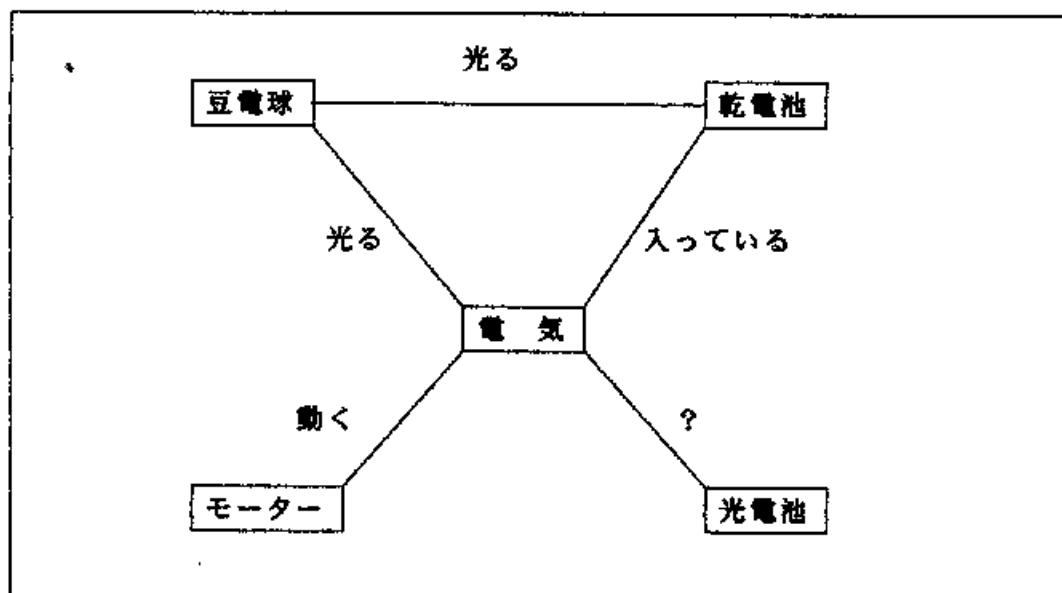 光る
豆電球
乾電池
光る
入っている
電 気
動く
?
モーター
光電池